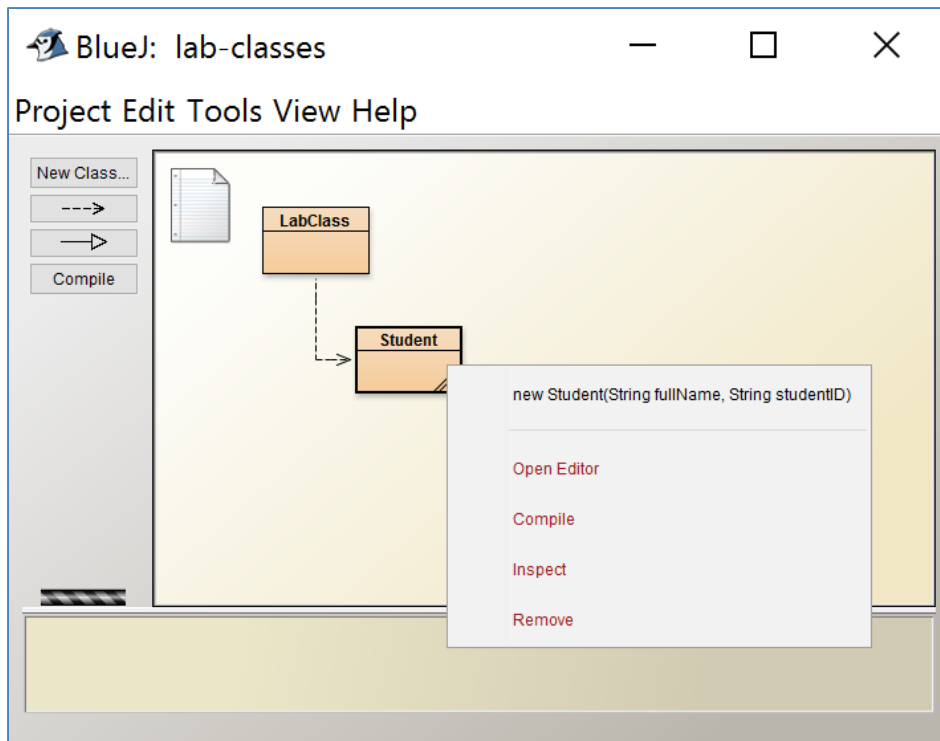 BlueJ: lab-classes
Project Edit Tools View Help
New Class...
Compile
LabClass
Student
new Student(String fullName, String studentID)
Open Editor
Compile
Inspect
Remove